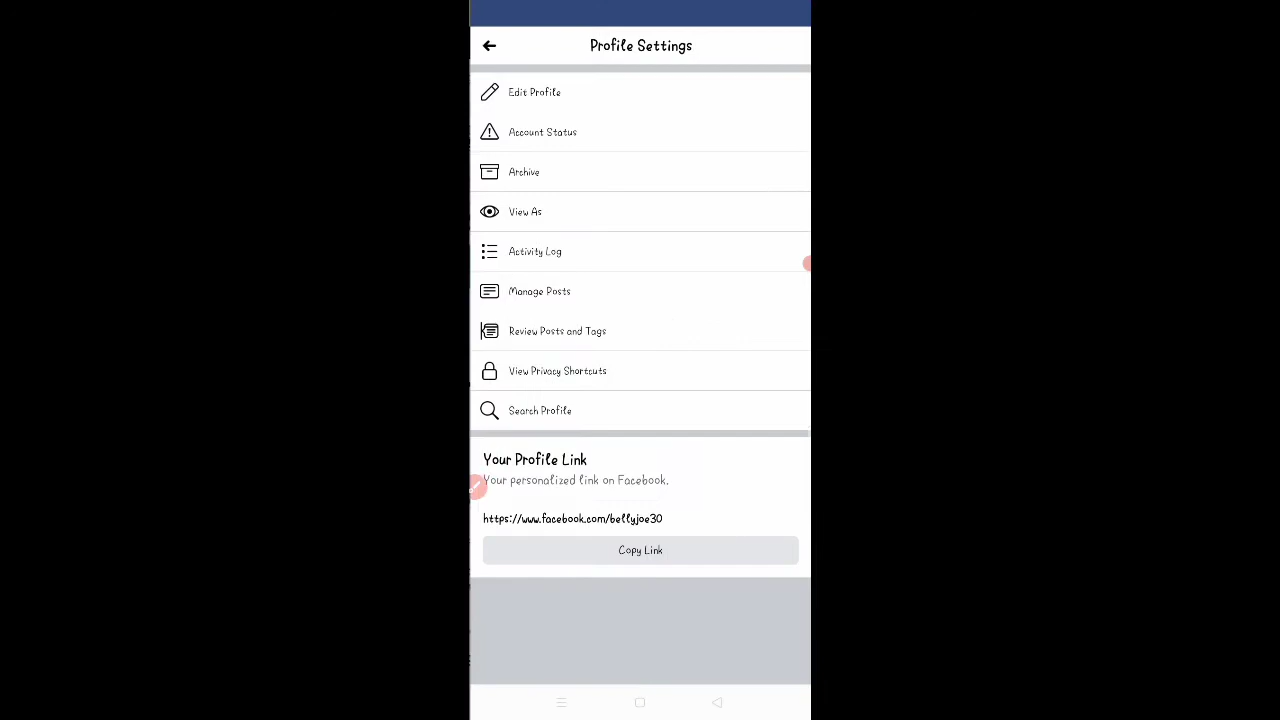 Profile Settings
Edit Profile
Account Status
Archive
View As
Activity Log
Manage Posts
Review Posts and Tags
View Privacy Shortcuts
Search Profile
Your Profile Link
Your personalized link on Facebook.
https://www.facebook.com/bellyjoe30
Copy Link